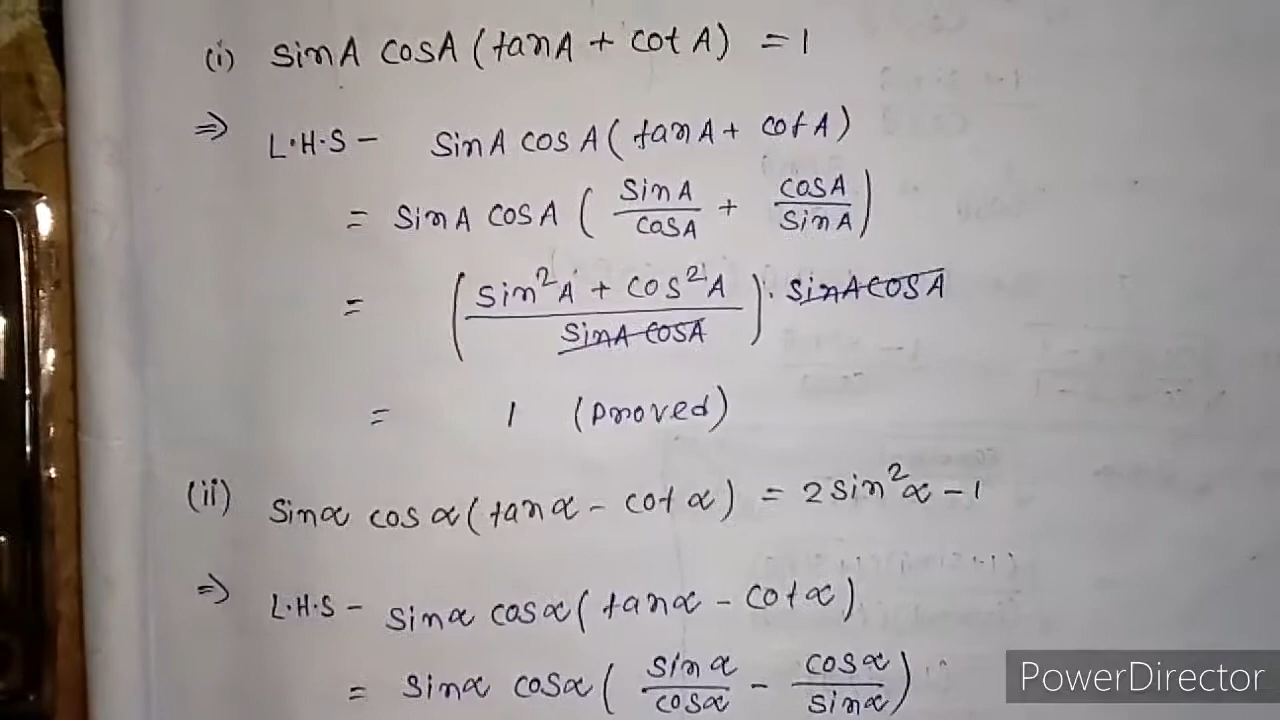 (i) sinA cosA (tanA + cot A) = 1
⇒ L.H.S - sinA cosA (tanA + cotA)
= sinA cosA ( sinA/cosA + cosA/sinA )
= ( sin²A + cos²A / sinA cosA ) . sinA cosA
= 1 (proved)
(ii) sinα cosα (tanα - cotα) = 2sin²α - 1
⇒ L.H.S - sinα cosα (tanα - cotα)
= sinα cosα ( sinα/cosα - cosα/sinα )
PowerDirector